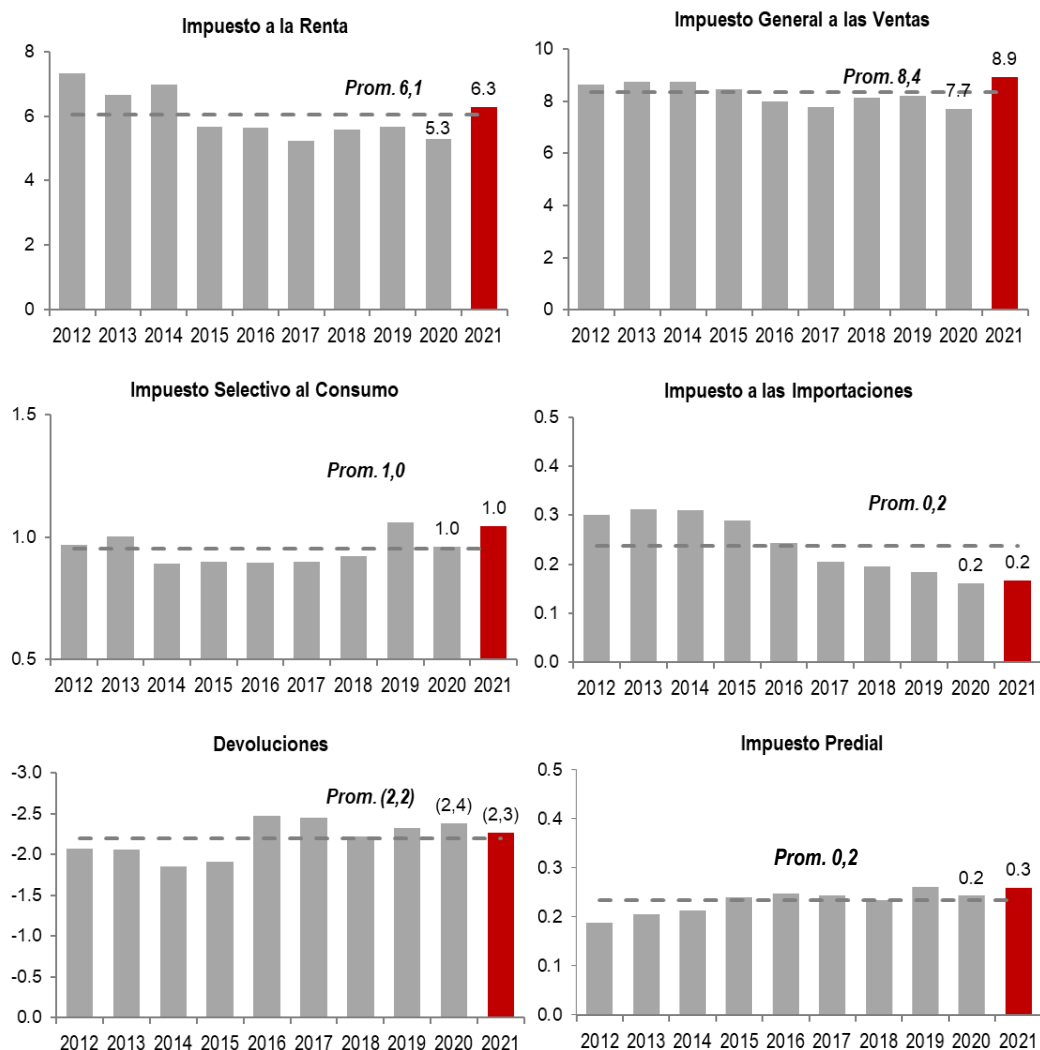 Impuesto a la Renta
8
6
4
2
0
Prom. 6,1
5.3
6.3
2012 2013 2014 2015 2016 2017 2018 2019 2020 2021
Impuesto General a las Ventas
10
8
6
4
2
0
Prom. 8,4
7.7
8.9
2012 2013 2014 2015 2016 2017 2018 2019 2020 2021
Impuesto Selectivo al Consumo
1.5
1.0
0.5
Prom. 1,0
1.0
1.0
2012 2013 2014 2015 2016 2017 2018 2019 2020 2021
Impuesto a las Importaciones
0.5
0.4
0.3
0.2
0.1
0.0
Prom. 0,2
0.2
0.2
2012 2013 2014 2015 2016 2017 2018 2019 2020 2021
Devoluciones
-3.0
-2.5
-2.0
-1.5
-1.0
-0.5
0.0
Prom. (2,2)
(2,4)
(2,3)
2012 2013 2014 2015 2016 2017 2018 2019 2020 2021
Impuesto Predial
0.5
0.4
0.3
0.2
0.1
0.0
Prom. 0,2
0.2
0.3
2012 2013 2014 2015 2016 2017 2018 2019 2020 2021